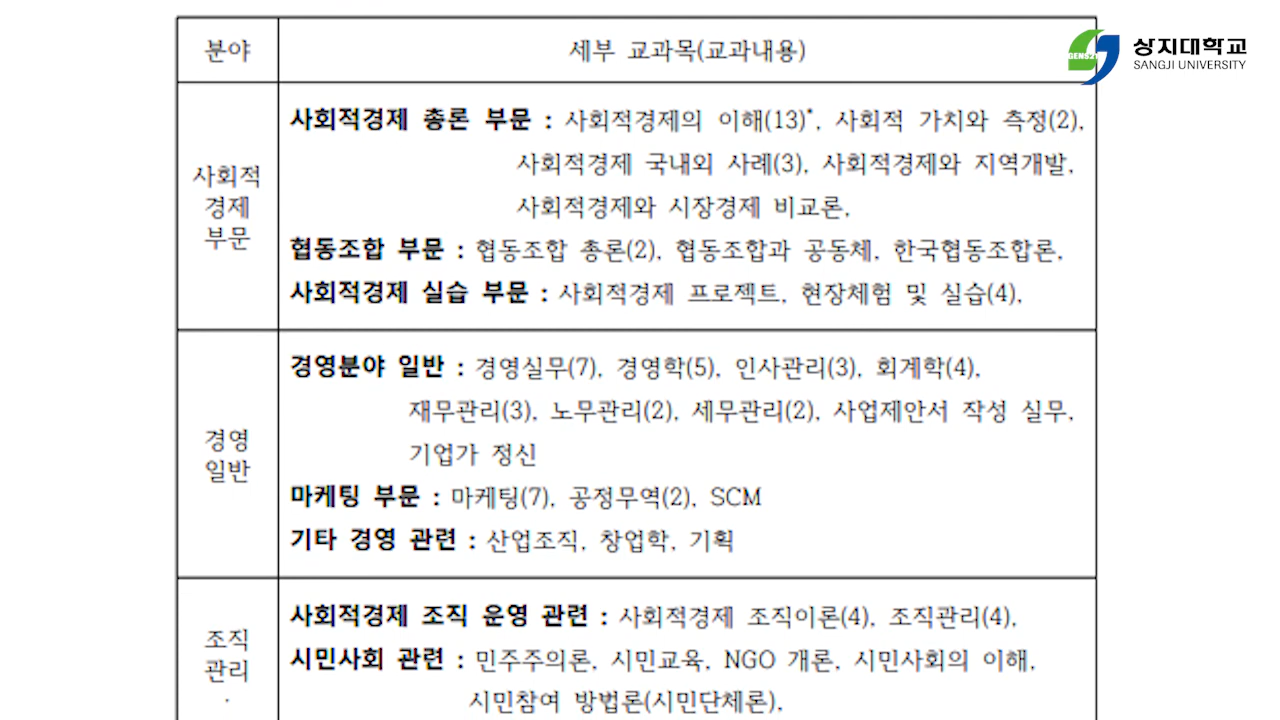 분야
세부 교과목(교과내용)
GENS21
상지대학교
SANGJI UNIVERSITY
사회적
경제
부문
사회적경제 총론 부문 : 사회적경제의 이해(13)*, 사회적 가치와 측정(2),
사회적경제 국내외 사례(3), 사회적경제와 지역개발,
사회적경제와 시장경제 비교론,
협동조합 부문 : 협동조합 총론(2), 협동조합과 공동체, 한국협동조합론,
사회적경제 실습 부문 : 사회적경제 프로젝트, 현장체험 및 실습(4),
경영
일반
경영분야 일반 : 경영실무(7), 경영학(5), 인사관리(3), 회계학(4),
재무관리(3), 노무관리(2), 세무관리(2), 사업제안서 작성 실무,
기업가 정신
마케팅 부문 : 마케팅(7), 공정무역(2), SCM
기타 경영 관련 : 산업조직, 창업학, 기획
조직
관리
·
사회적경제 조직 운영 관련 : 사회적경제 조직이론(4), 조직관리(4),
시민사회 관련 : 민주주의론, 시민교육, NGO 개론, 시민사회의 이해,
시민참여 방법론(시민단체론),